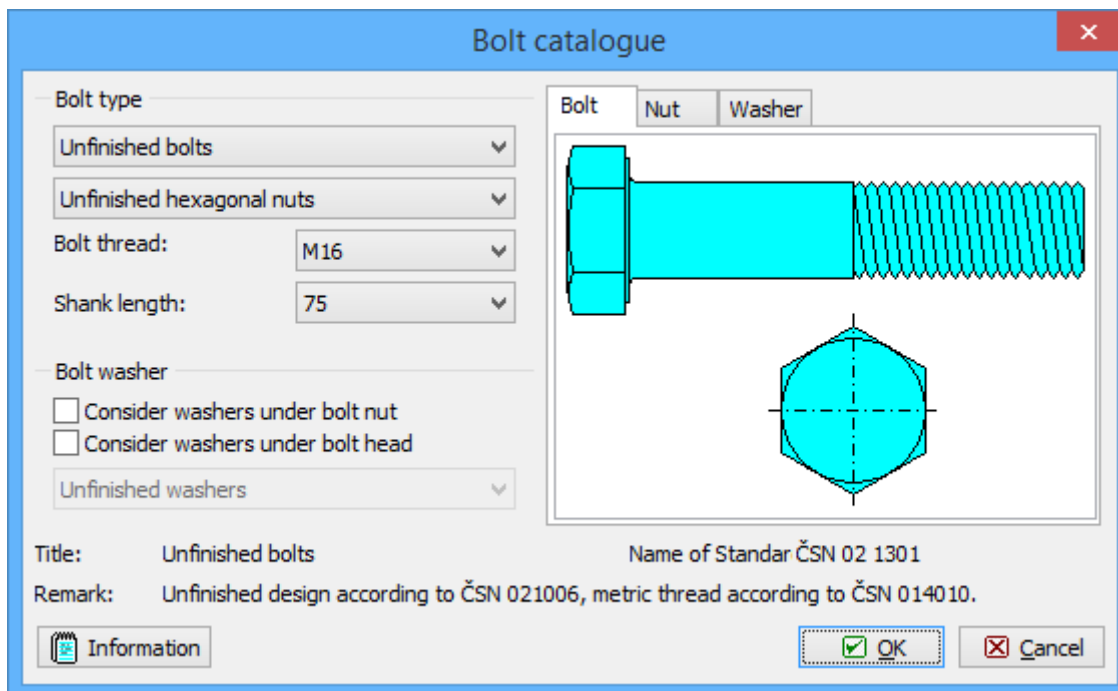 Bolt catalogue
Bolt type
Unfinished bolts
Unfinished hexagonal nuts
Bolt thread: M16
Shank length: 75
Bolt washer
Consider washers under bolt nut
Consider washers under bolt head
Unfinished washers
Bolt Nut Washer
Title: Unfinished bolts Name of Standar ČSN 02 1301
Remark: Unfinished design according to ČSN 021006, metric thread according to ČSN 014010.
Information OK Cancel